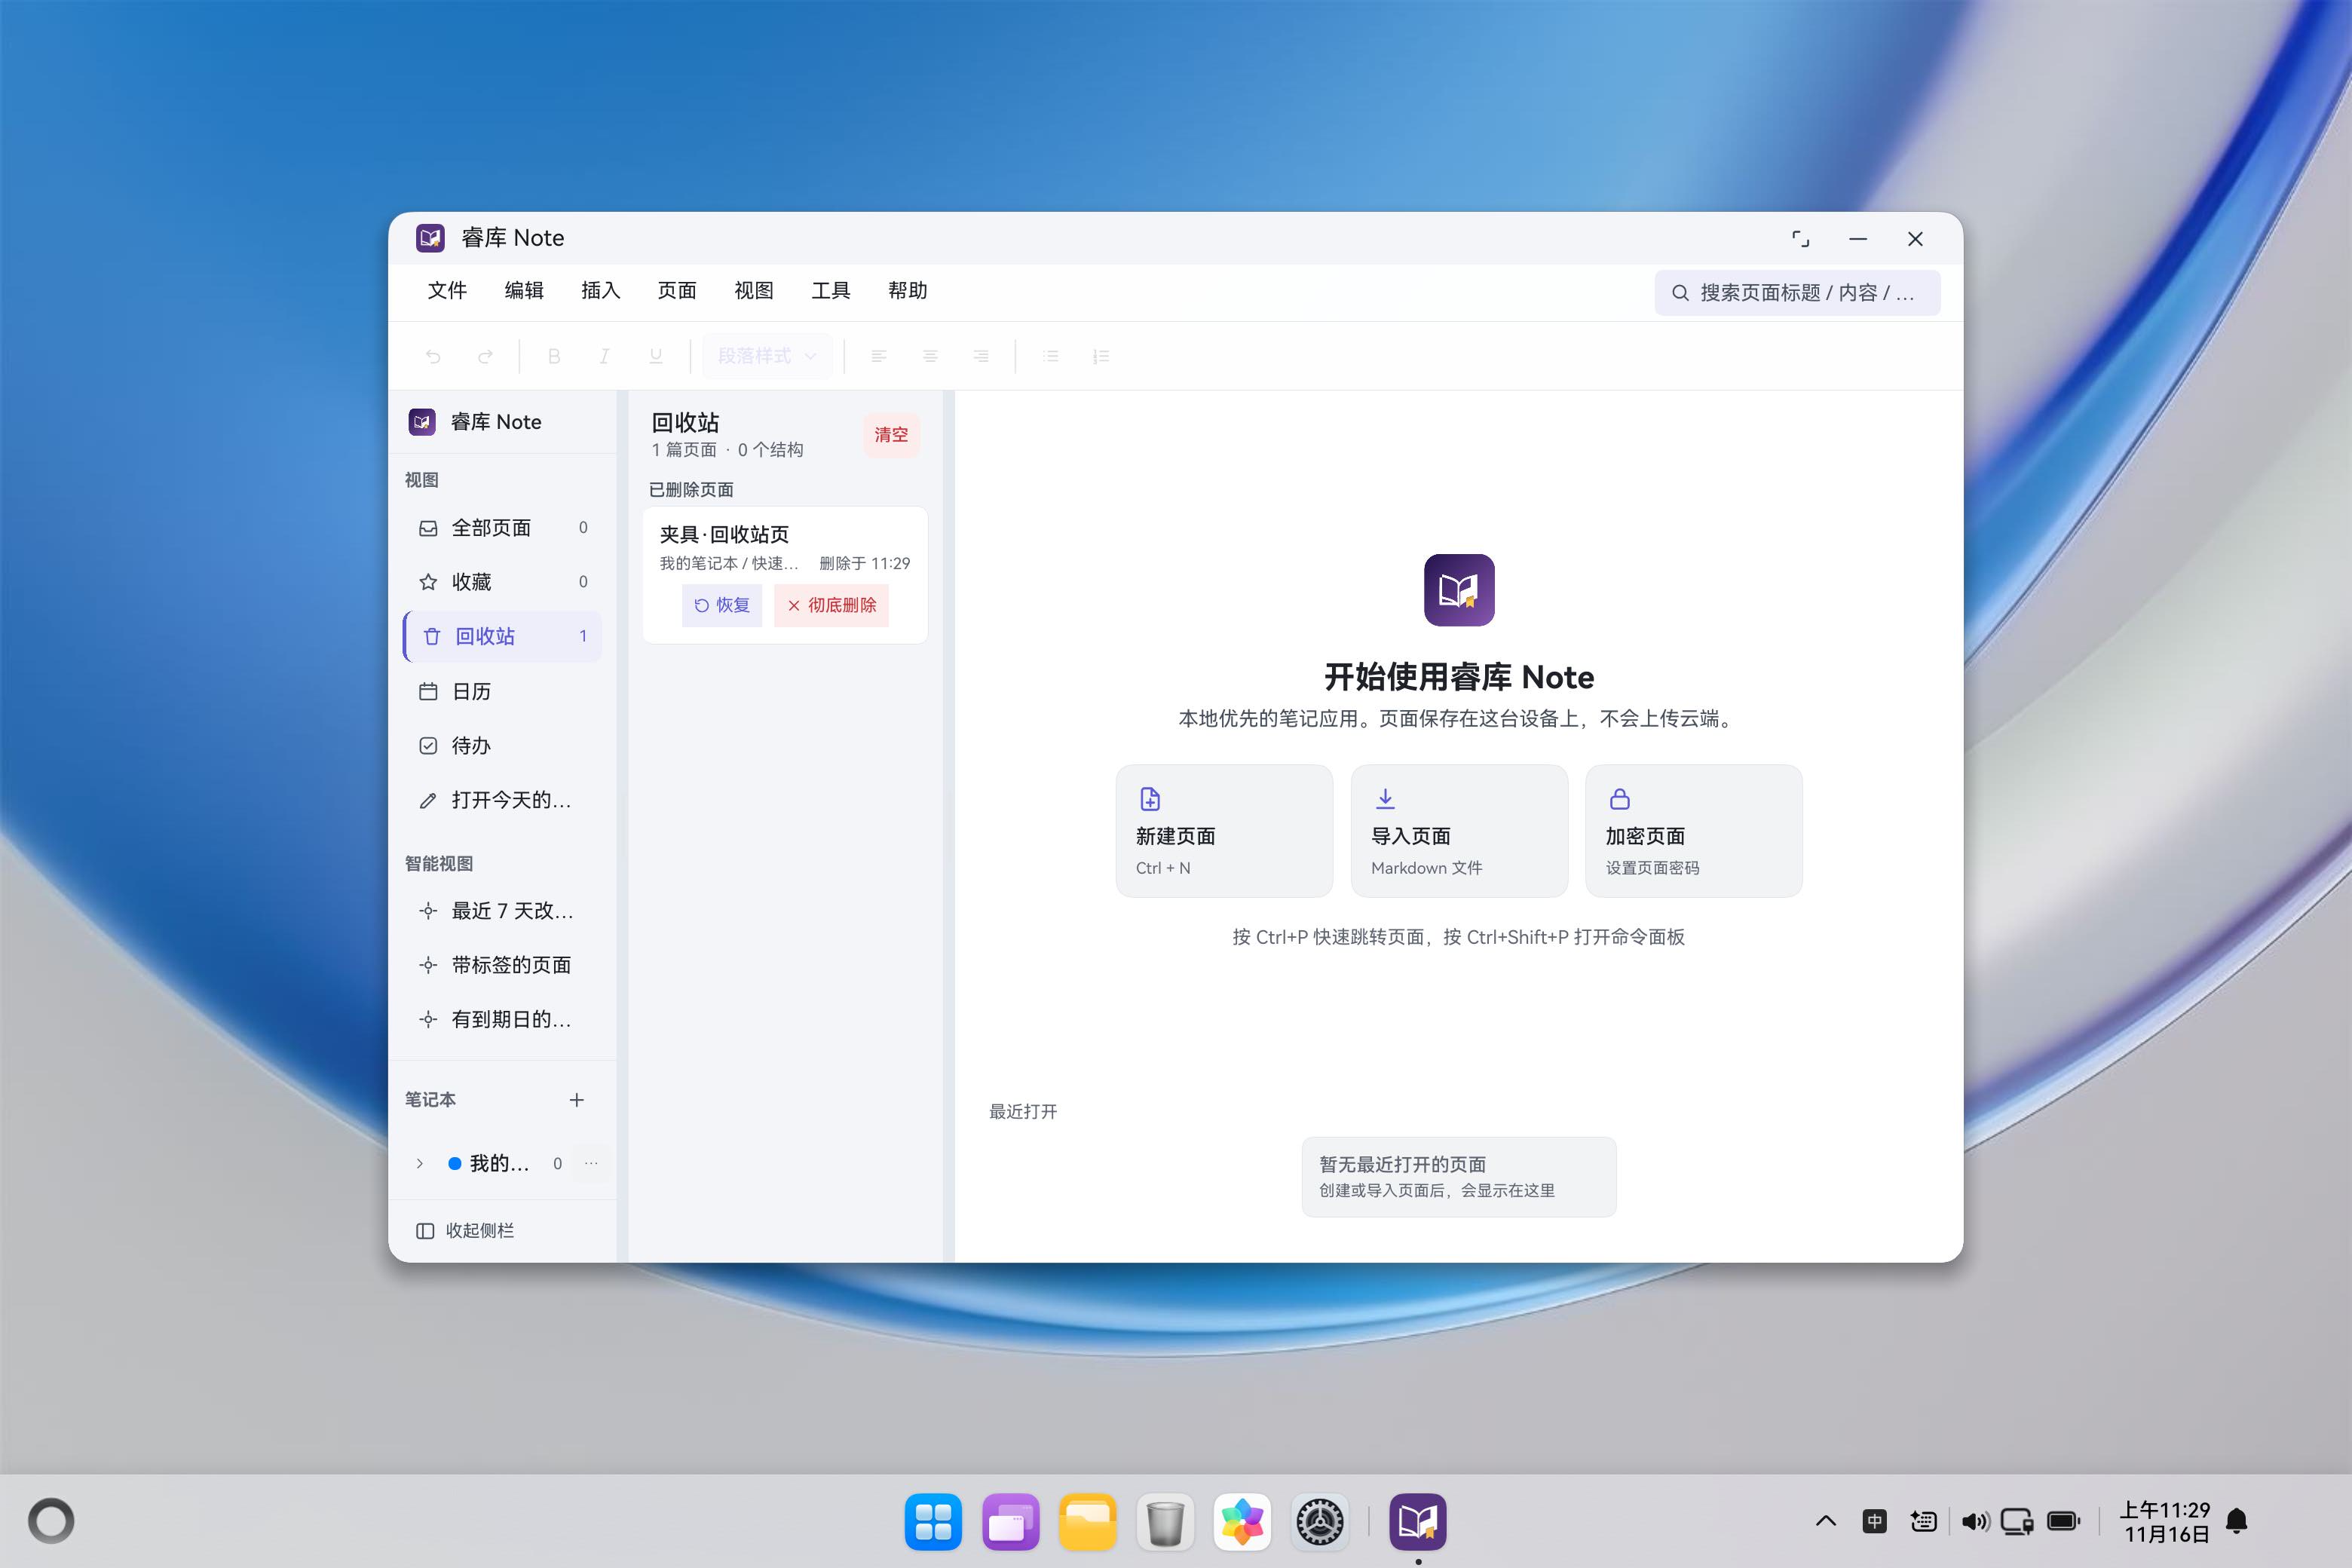 睿库 Note
文件 编辑 插入 页面 视图 工具 帮助
搜索页面标题 / 内容 / …
B I U 段落样式
睿库 Note
视图
全部页面 0
收藏 0
回收站 1
日历
待办
打开今天的…
智能视图
最近 7 天改…
带标签的页面
有到期日的…
笔记本
我的… 0
收起侧栏
回收站
1 篇页面 · 0 个结构
清空
已删除页面
夹具·回收站页
我的笔记本 / 快速… 删除于 11:29
恢复 彻底删除
开始使用睿库 Note
本地优先的笔记应用。页面保存在这台设备上，不会上传云端。
新建页面
Ctrl + N
导入页面
Markdown 文件
加密页面
设置页面密码
按 Ctrl+P 快速跳转页面，按 Ctrl+Shift+P 打开命令面板
最近打开
暂无最近打开的页面
创建或导入页面后，会显示在这里
中
上午11:29
11月16日